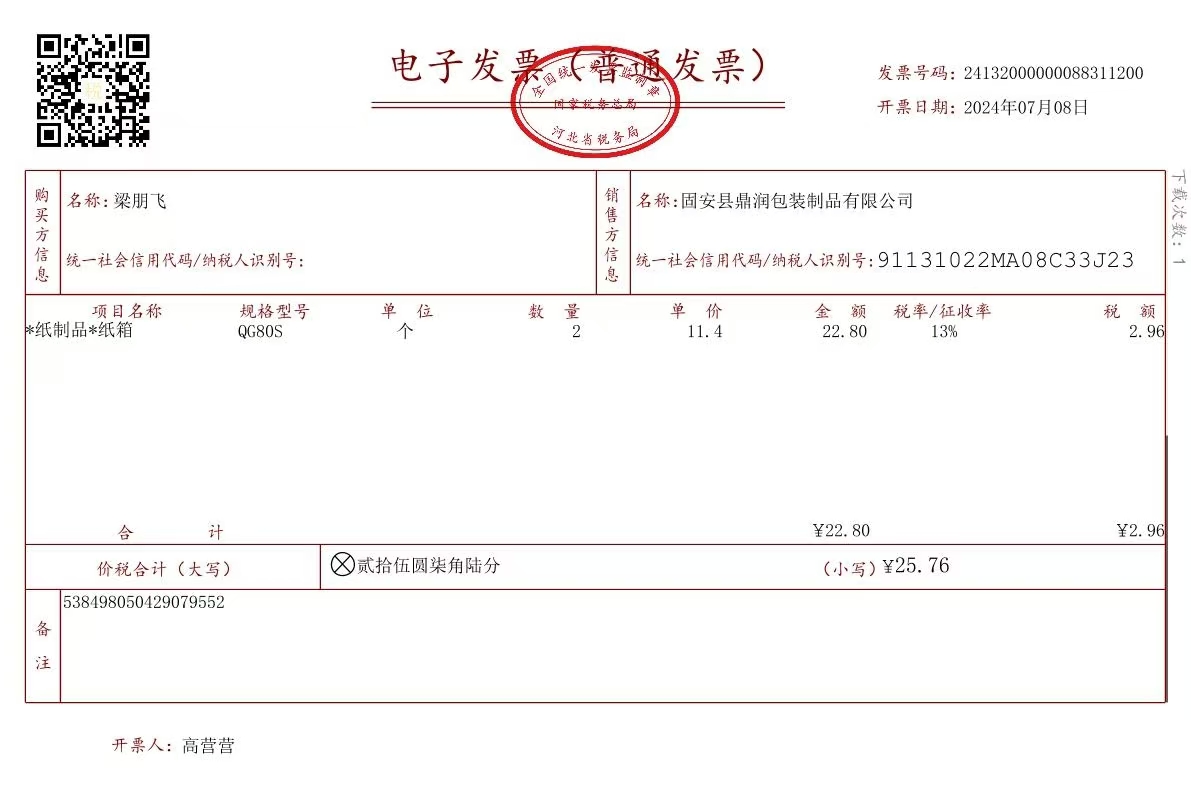 电子发票（普通发票）
全国统一发票监制章
国家税务总局
河北省税务局
发票号码：24132000000088311200
开票日期：2024年07月08日
税
下载次数：1
购买方信息
名称：梁朋飞
统一社会信用代码/纳税人识别号：
销售方信息
名称：固安县鼎润包装制品有限公司
统一社会信用代码/纳税人识别号：91131022MA08C33J23
项目名称 规格型号 单位 数量 单价 金额 税率/征收率 税额
*纸制品*纸箱 QG80S 个 2 11.4 22.80 13% 2.96
合计 ¥22.80 ¥2.96
价税合计（大写） ⊗贰拾伍圆柒角陆分 （小写）¥25.76
备注
538498050429079552
开票人：高营营